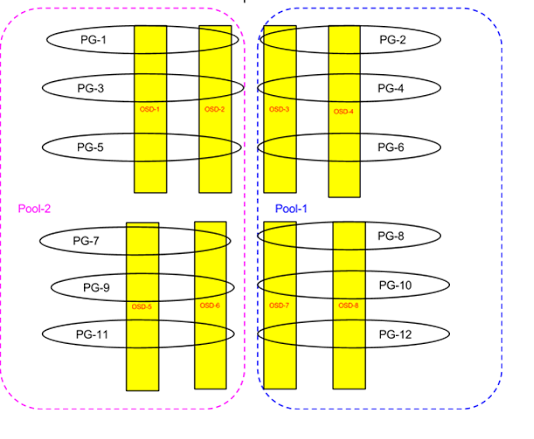 PG-1
PG-2
PG-3
PG-4
OSD-1
OSD-2
OSD-3
OSD-4
PG-5
PG-6
Pool-2
Pool-1
PG-7
PG-8
PG-9
PG-10
OSD-5
OSD-6
OSD-7
OSD-8
PG-11
PG-12